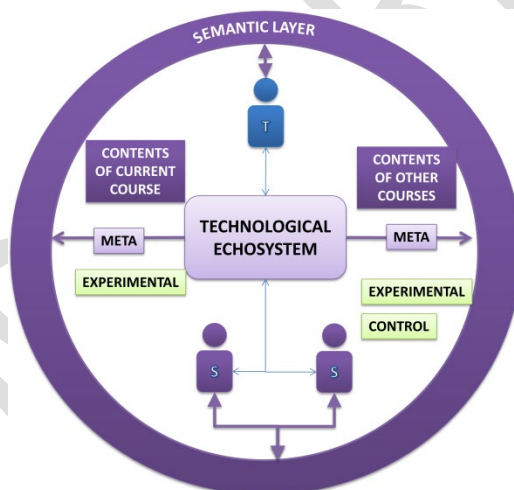 SEMANTIC LAYER
T
CONTENTS
OF CURRENT
COURSE
CONTENTS
OF OTHER
COURSES
TECHNOLOGICAL
ECHOSYSTEM
META
META
EXPERIMENTAL
EXPERIMENTAL
CONTROL
S
S